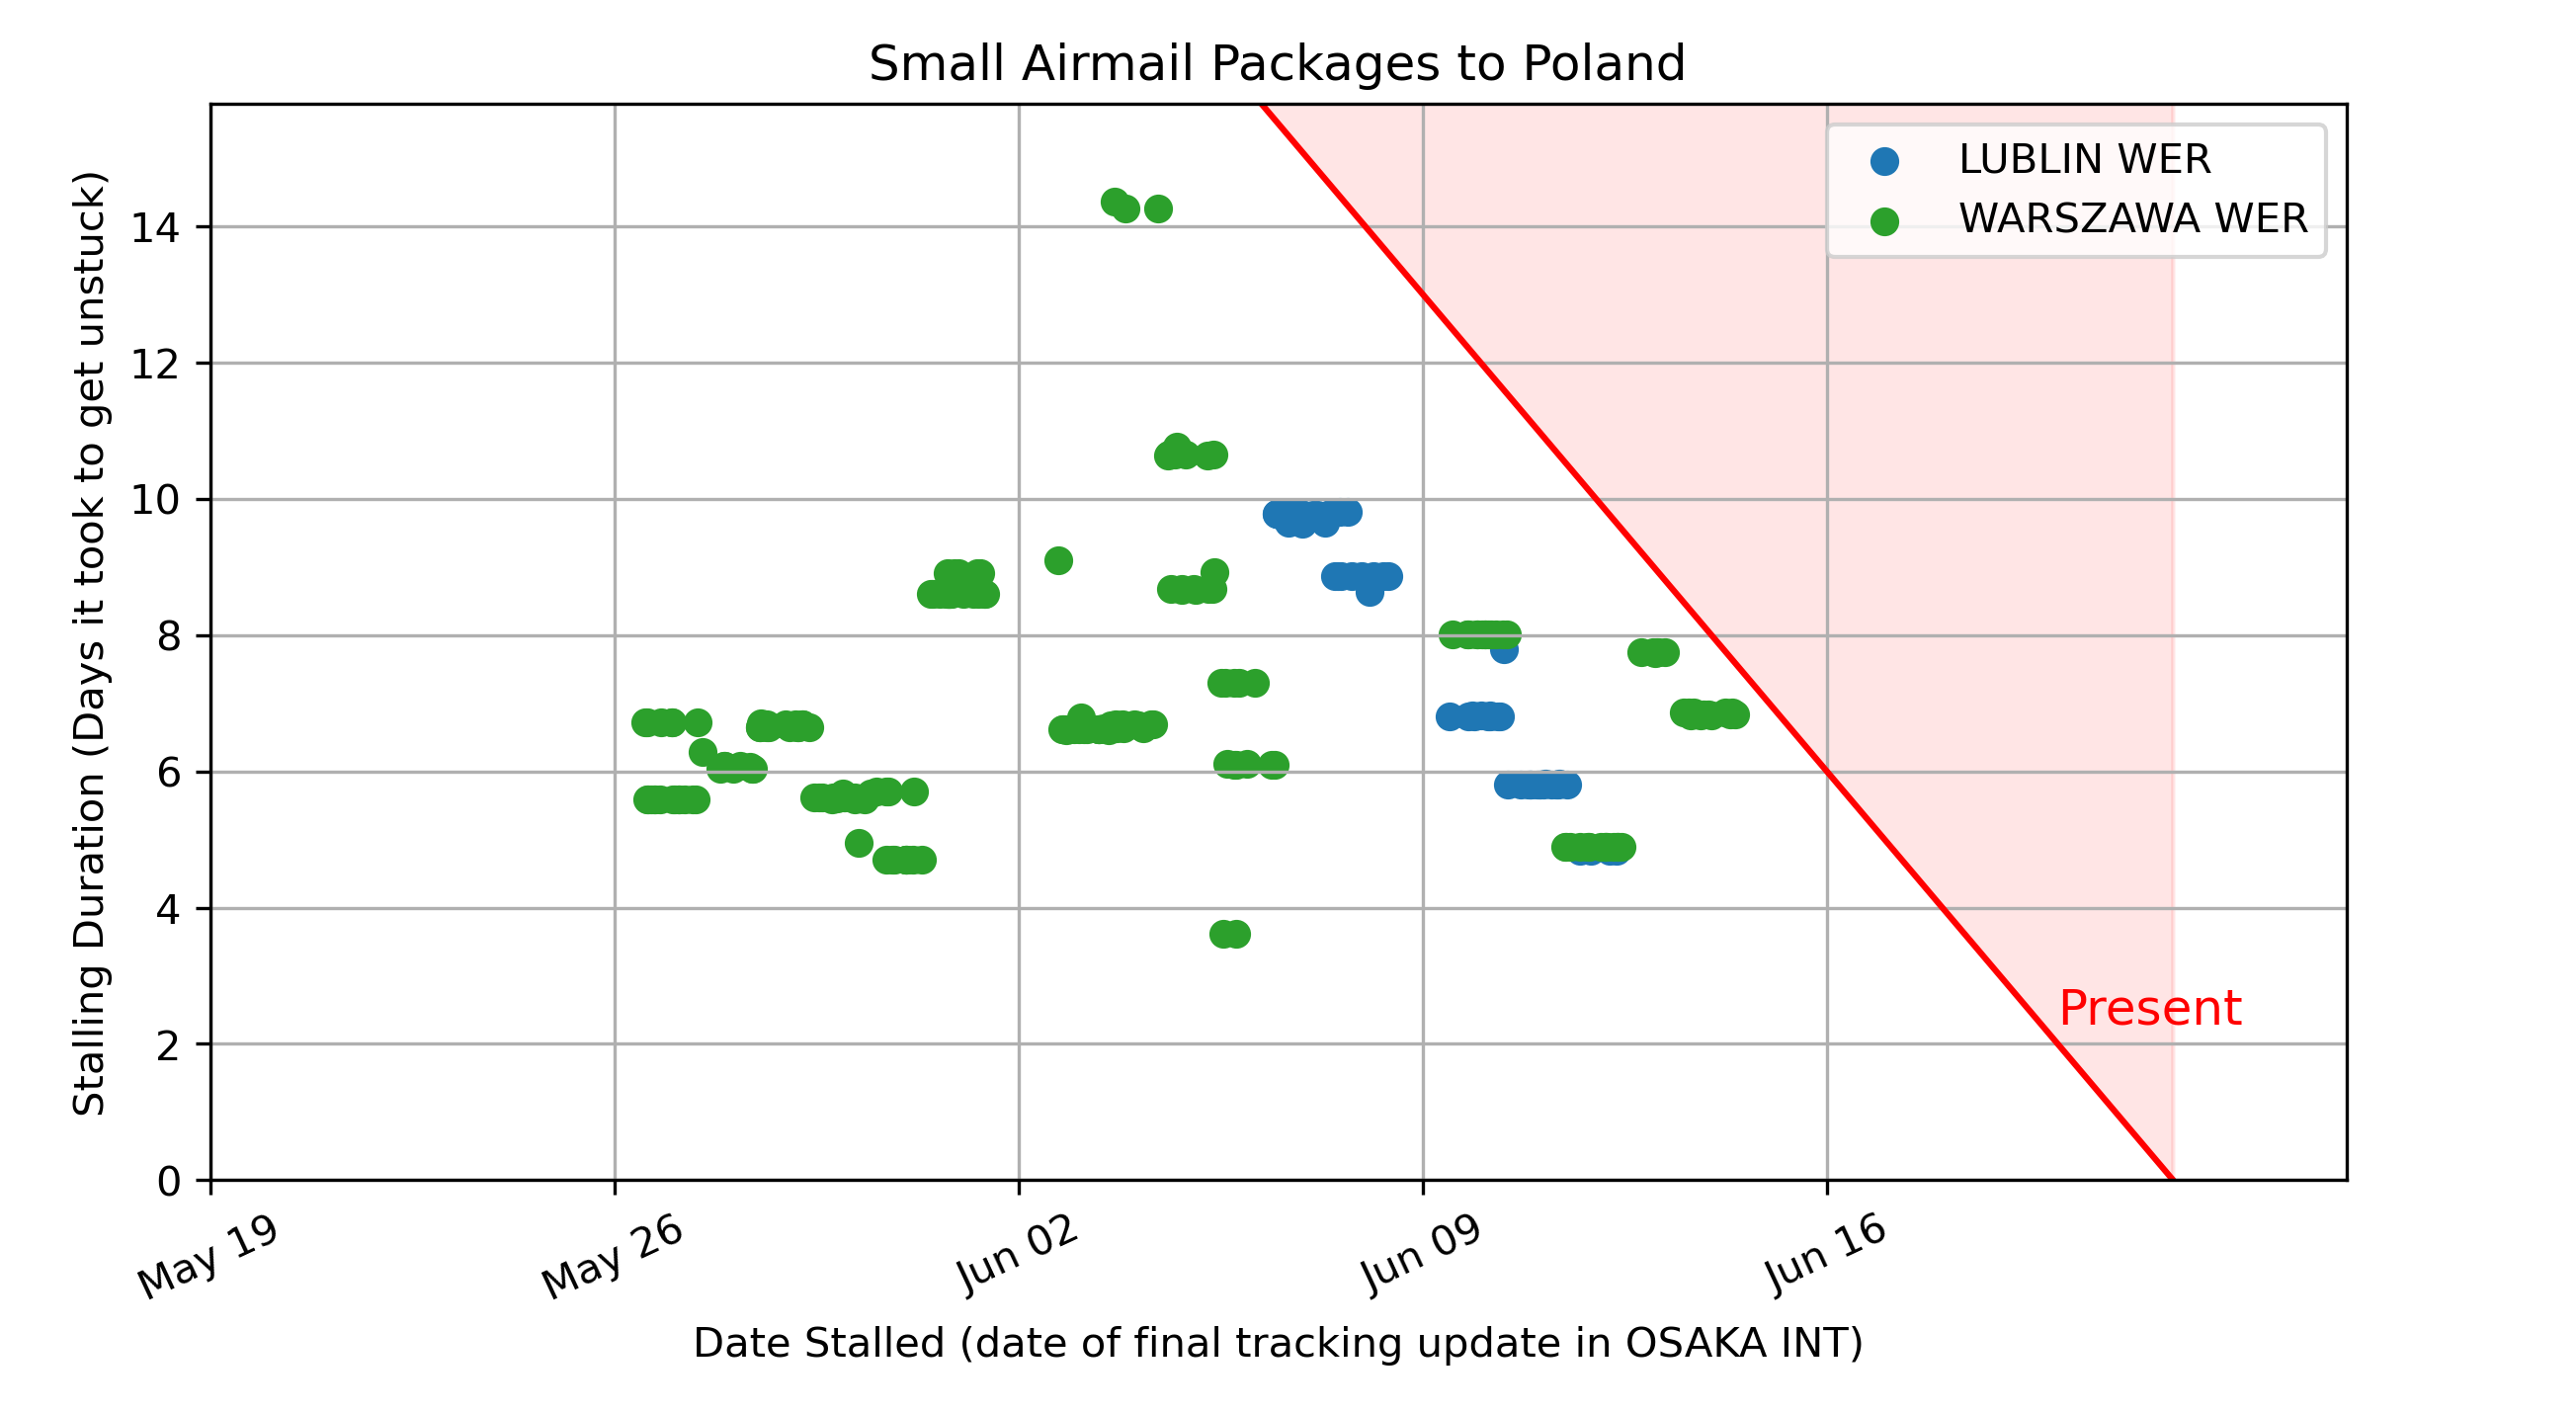 Small Airmail Packages to Poland
LUBLIN WER
WARSZAWA WER
Stalling Duration (Days it took to get unstuck)
14
12
10
8
6
4
2
0
Present
May 19
May 26
Jun 02
Jun 09
Jun 16
Date Stalled (date of final tracking update in OSAKA INT)